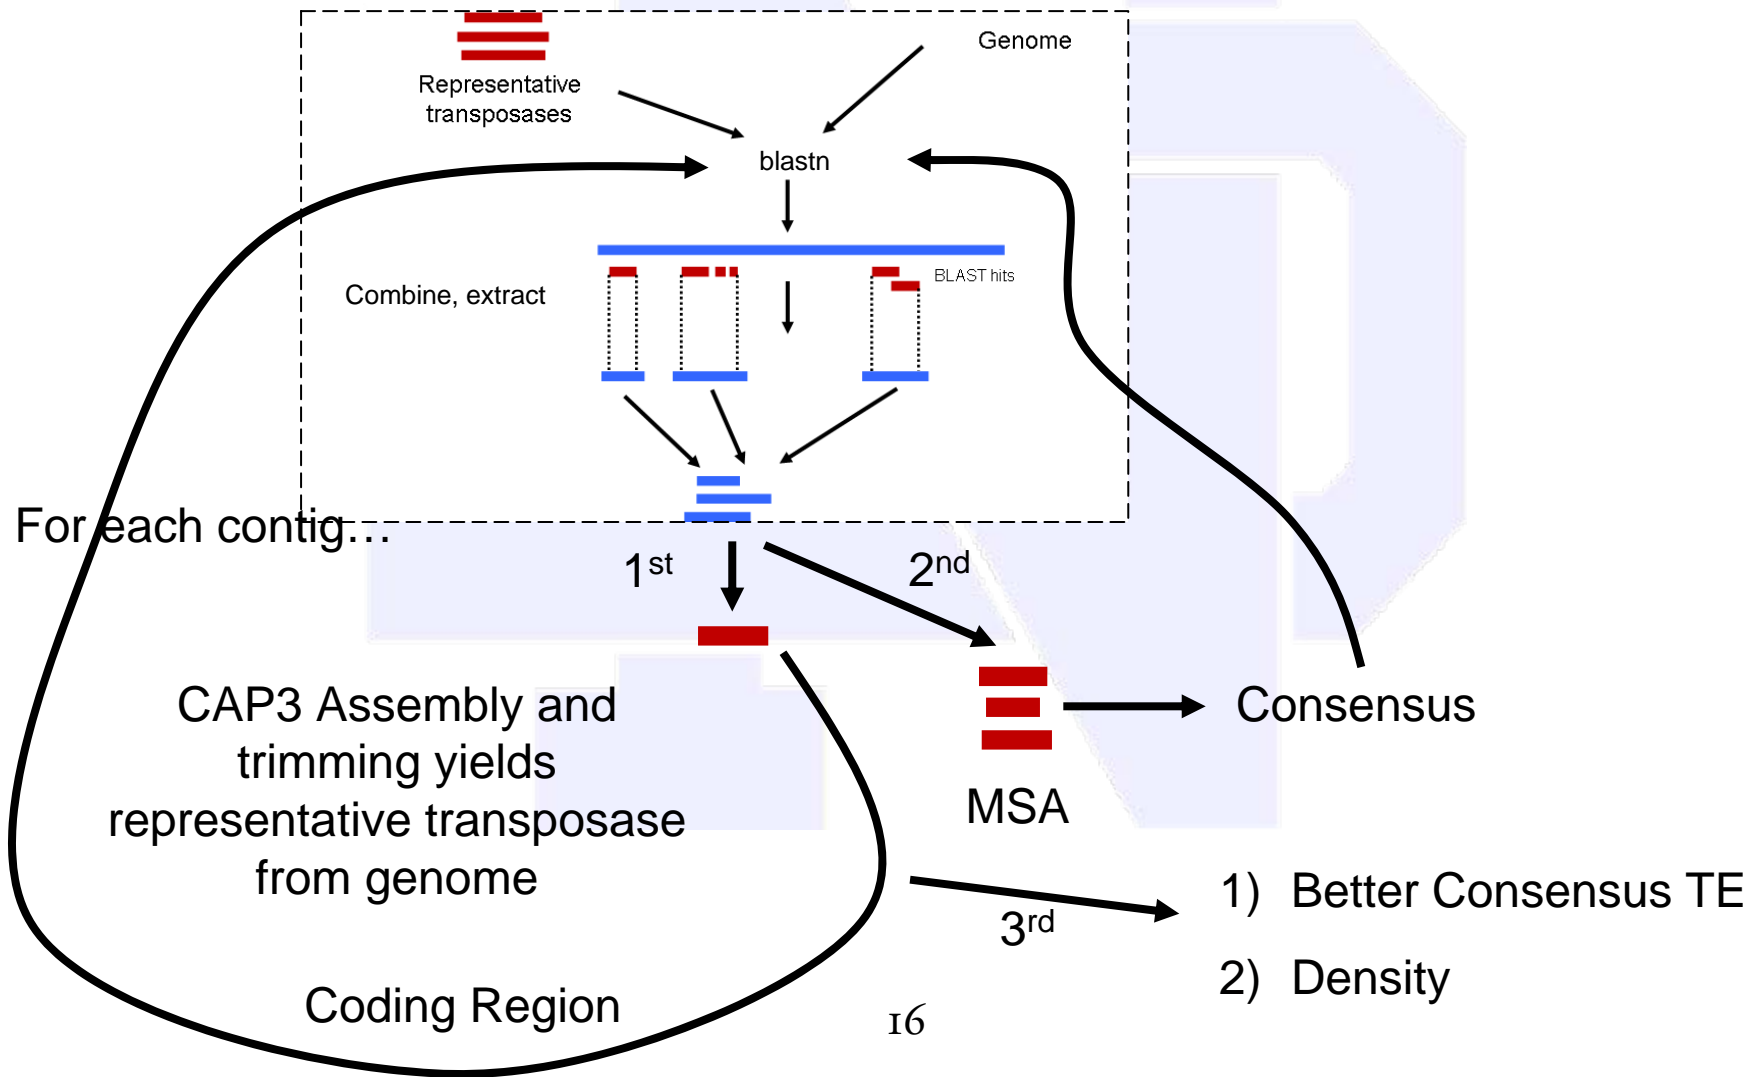 Genome
Representative
transposases
blastn
BLAST hits
Combine, extract
For each contig…
1st
2nd
CAP3 Assembly and
trimming yields
representative transposase
from genome
Consensus
MSA
1) Better Consensus TE
3rd
2) Density
Coding Region
16